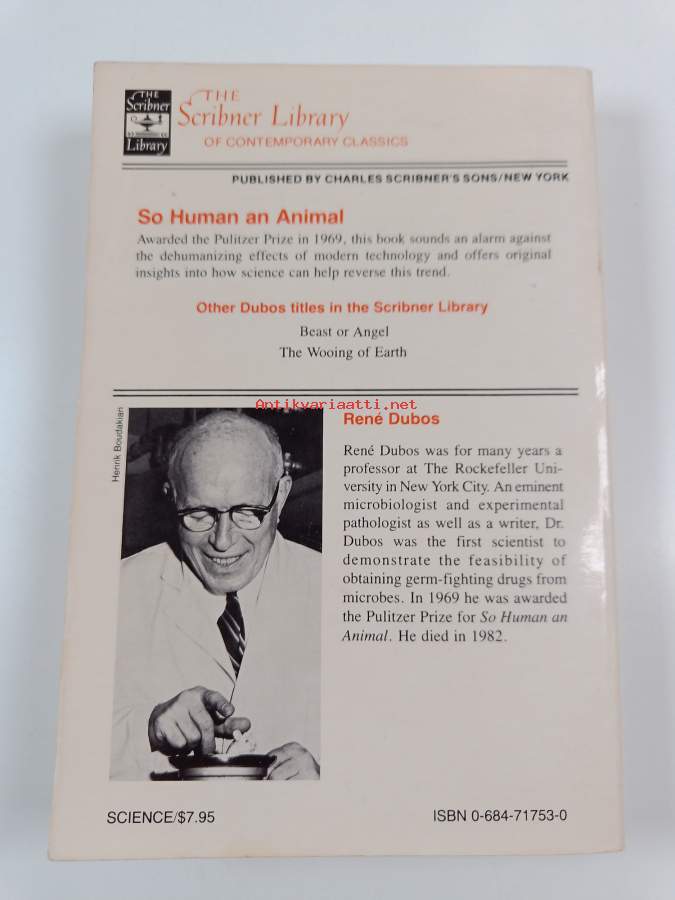 THE
Scribner
Library
THE
Scribner Library
OF CONTEMPORARY CLASSICS
PUBLISHED BY CHARLES SCRIBNER'S SONS/NEW YORK
So Human an Animal
Awarded the Pulitzer Prize in 1969, this book sounds an alarm against
the dehumanizing effects of modern technology and offers original
insights into how science can help reverse this trend.
Other Dubos titles in the Scribner Library
Beast or Angel
The Wooing of Earth
Antikvariaatti.net
Henrik Boudakian
René Dubos
René Dubos was for many years a
professor at The Rockefeller Uni-
versity in New York City. An eminent
microbiologist and experimental
pathologist as well as a writer, Dr.
Dubos was the first scientist to
demonstrate the feasibility of
obtaining germ-fighting drugs from
microbes. In 1969 he was awarded
the Pulitzer Prize for So Human an
Animal. He died in 1982.
SCIENCE/$7.95
ISBN 0-684-71753-0